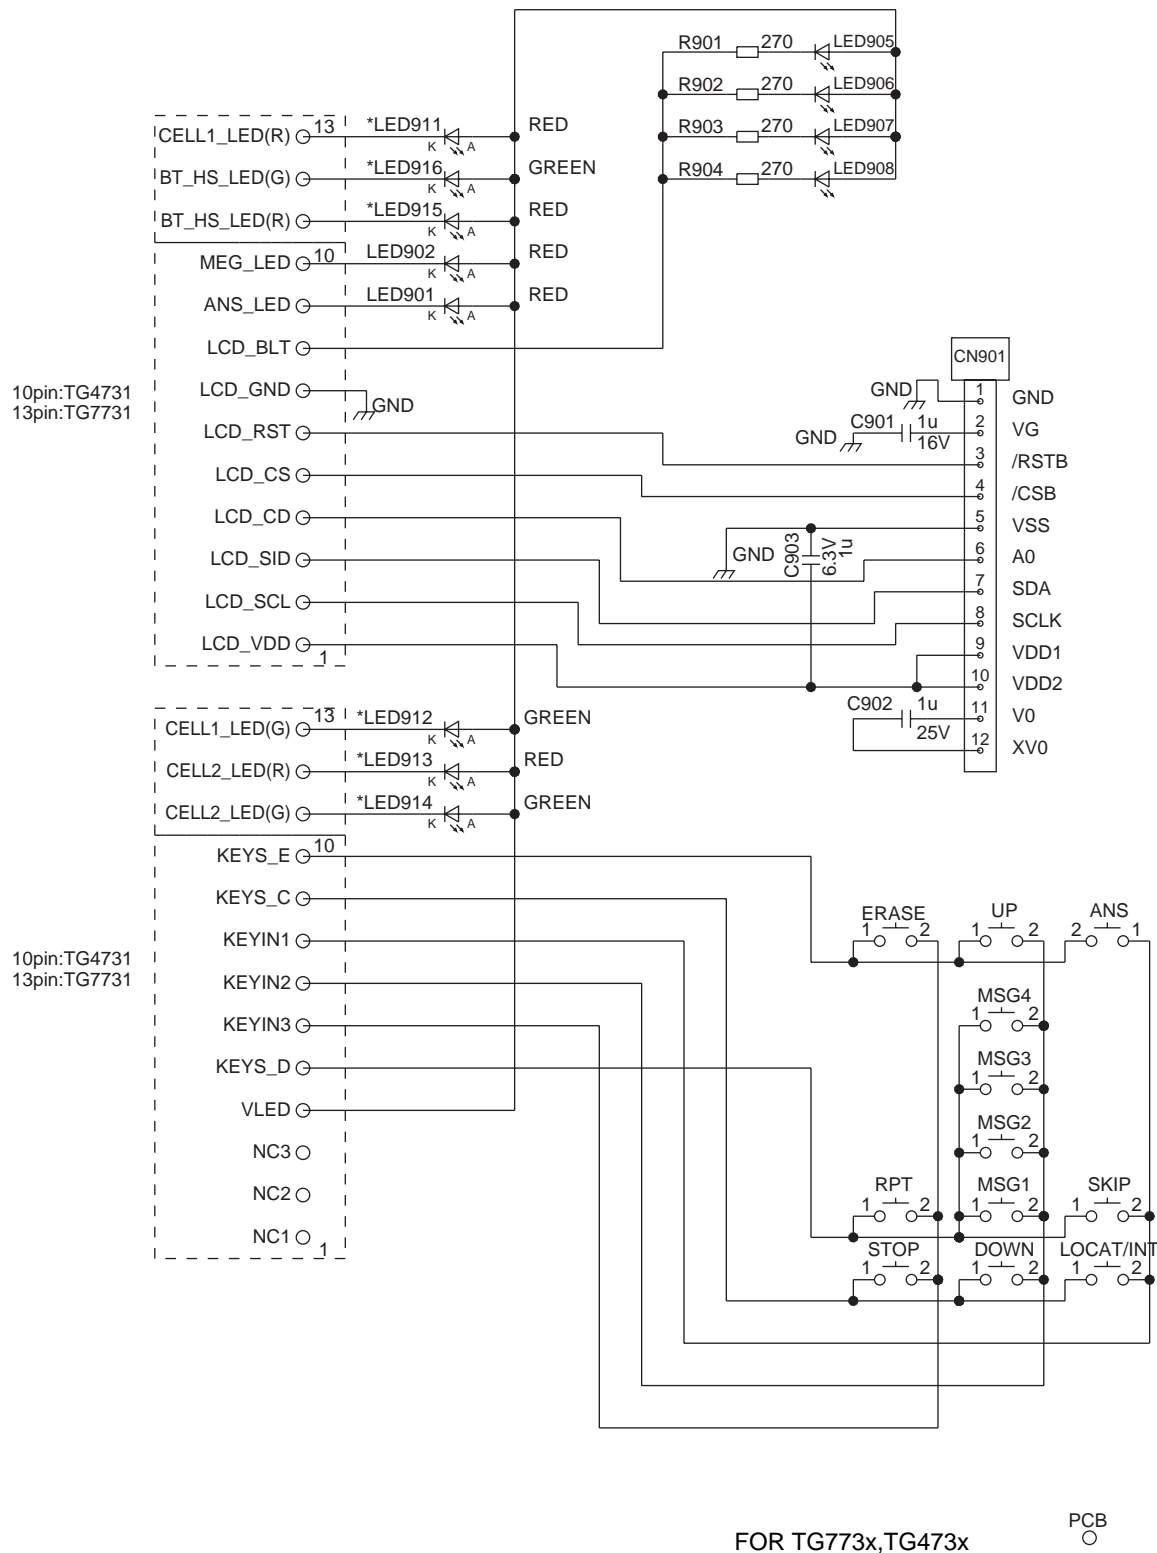 R901 270 LED905
R902 270 LED906
R903 270 LED907
R904 270 LED908
CELL1_LED(R) 13 *LED911 K A RED
BT_HS_LED(G) *LED916 K A GREEN
BT_HS_LED(R) *LED915 K A RED
MEG_LED 10 LED902 K A RED
ANS_LED LED901 K A RED
LCD_BLT
LCD_GND GND
LCD_RST
LCD_CS
LCD_CD
LCD_SID
LCD_SCL
LCD_VDD
1
10pin:TG4731
13pin:TG7731
CN901
GND 1 GND
GND C901 1u 16V 2 VG
3 /RSTB
4 /CSB
5 VSS
GND C903 6.3V 1u
6 A0
7 SDA
8 SCLK
9 VDD1
10 VDD2
C902 1u 25V 11 V0
12 XV0
CELL1_LED(G) 13 *LED912 K A GREEN
CELL2_LED(R) *LED913 K A RED
CELL2_LED(G) *LED914 K A GREEN
KEYS_E 10
KEYS_C
KEYIN1
KEYIN2
KEYIN3
KEYS_D
VLED
NC3
NC2
NC1
1
10pin:TG4731
13pin:TG7731
ERASE UP ANS
1 2 1 2 2 1
MSG4
1 2
MSG3
1 2
MSG2
1 2
RPT MSG1 SKIP
1 2 1 2 1 2
STOP DOWN LOCAT/INT
1 2 1 2 1 2
PCB
FOR TG773x,TG473x